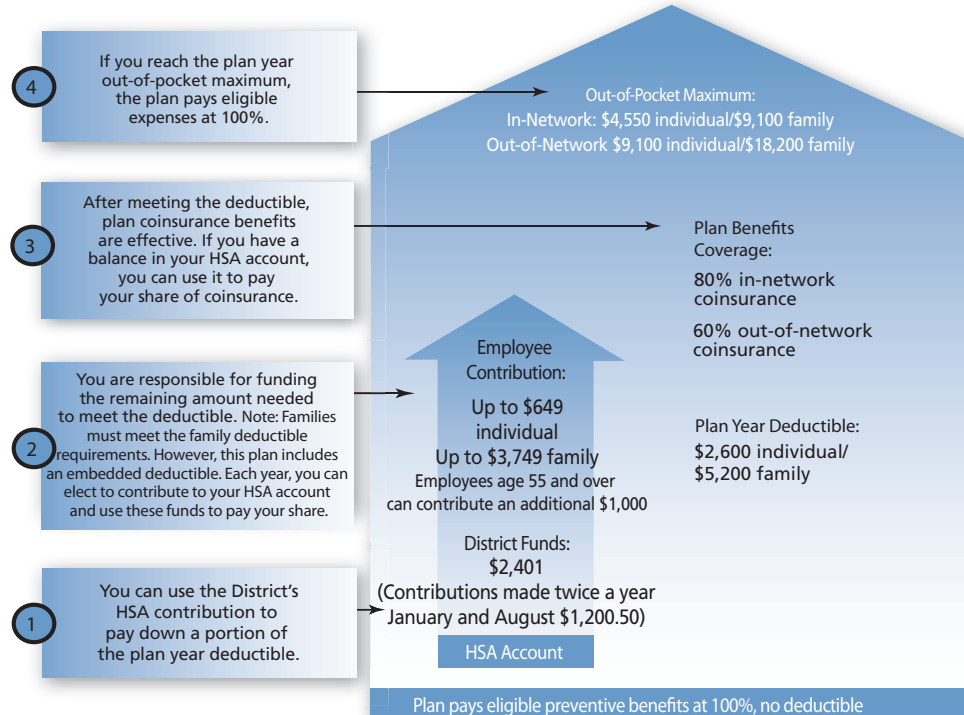 4
If you reach the plan year
out-of-pocket maximum,
the plan pays eligible
expenses at 100%.
Out-of-Pocket Maximum:
In-Network: $4,550 individual/$9,100 family
Out-of-Network $9,100 individual/$18,200 family
3
After meeting the deductible,
plan coinsurance benefits
are effective. If you have a
balance in your HSA account,
you can use it to pay
your share of coinsurance.
Plan Benefits
Coverage:
80% in-network
coinsurance
60% out-of-network
coinsurance
2
You are responsible for funding
the remaining amount needed
to meet the deductible. Note: Families
must meet the family deductible
requirements. However, this plan includes
an embedded deductible. Each year, you can
elect to contribute to your HSA account
and use these funds to pay your share.
Employee
Contribution:
Up to $649
individual
Up to $3,749 family
Employees age 55 and over
can contribute an additional $1,000
Plan Year Deductible:
$2,600 individual/
$5,200 family
1
You can use the District's
HSA contribution to
pay down a portion of
the plan year deductible.
District Funds:
$2,401
(Contributions made twice a year
January and August $1,200.50)
HSA Account
Plan pays eligible preventive benefits at 100%, no deductible